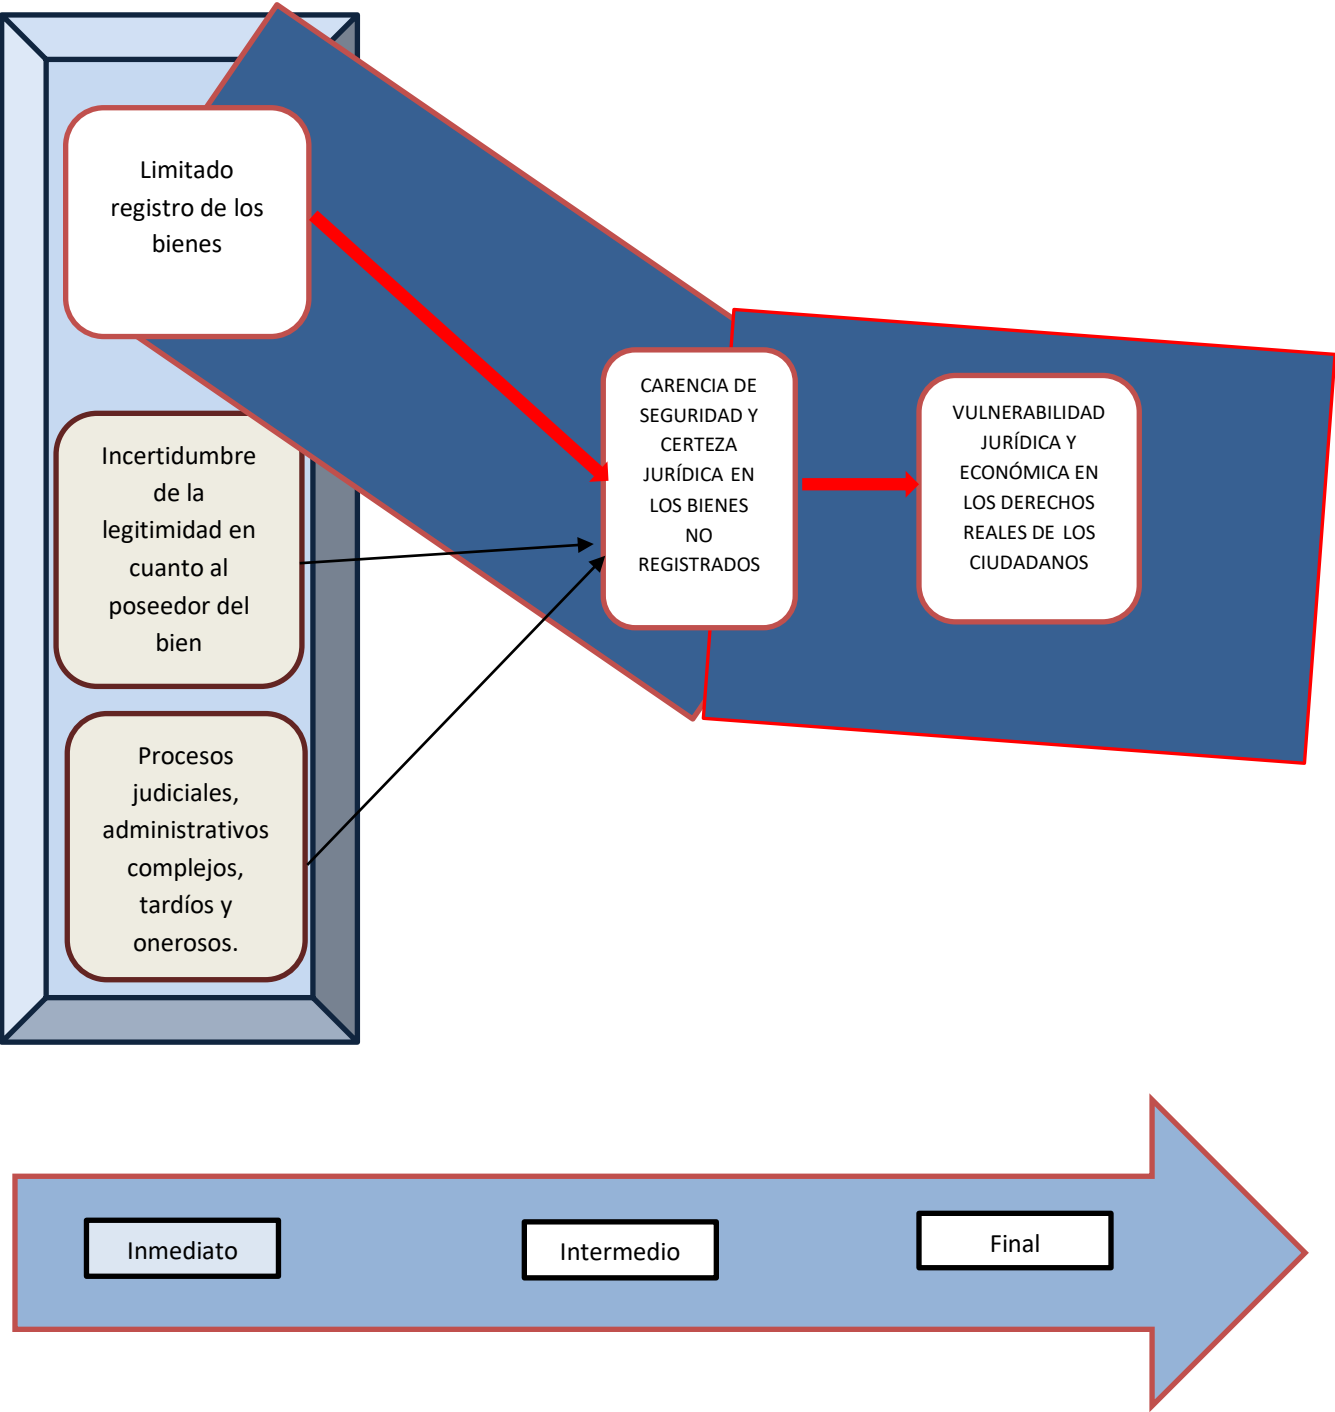 Limitado
registro de los
bienes
Incertidumbre
de la
legitimidad en
cuanto al
poseedor del
bien
Procesos
judiciales,
administrativos
complejos,
tardíos y
onerosos.
CARENCIA DE
SEGURIDAD Y
CERTEZA
JURÍDICA EN
LOS BIENES
NO
REGISTRADOS
VULNERABILIDAD
JURÍDICA Y
ECONÓMICA EN
LOS DERECHOS
REALES DE LOS
CIUDADANOS
Inmediato
Intermedio
Final